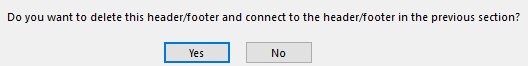 Do you want to delete this header/footer and connect to the header/footer in the previous section?
Yes
No